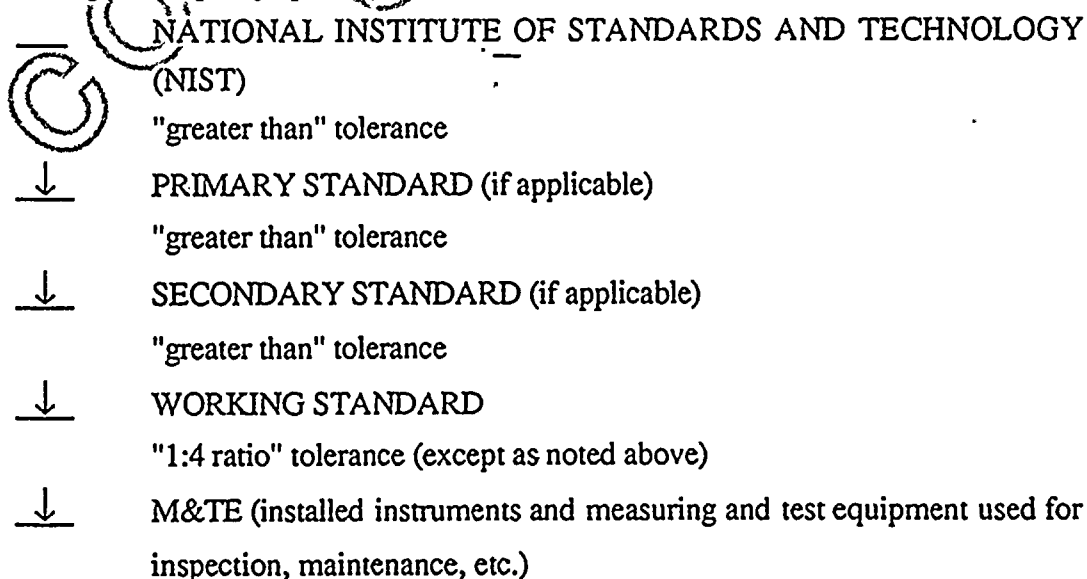 NATIONAL INSTITUTE OF STANDARDS AND TECHNOLOGY
(NIST)
"greater than" tolerance
↓ PRIMARY STANDARD (if applicable)
"greater than" tolerance
↓ SECONDARY STANDARD (if applicable)
"greater than" tolerance
↓ WORKING STANDARD
"1:4 ratio" tolerance (except as noted above)
↓ M&TE (installed instruments and measuring and test equipment used for
inspection, maintenance, etc.)